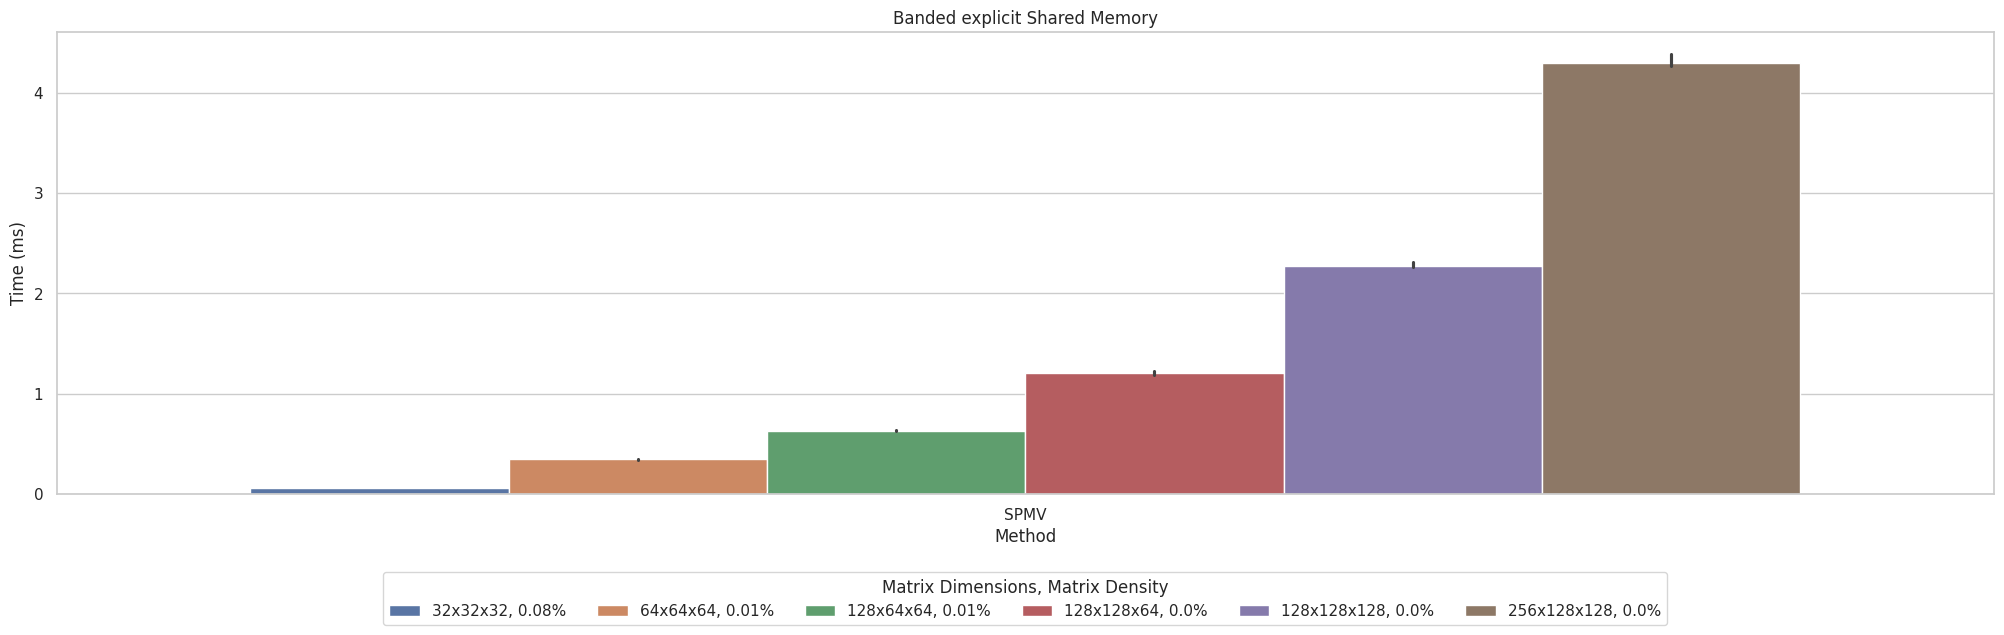 Banded explicit Shared Memory
Time (ms)
4
3
2
1
0
SPMV
Method
Matrix Dimensions, Matrix Density
32x32x32, 0.08%
64x64x64, 0.01%
128x64x64, 0.01%
128x128x64, 0.0%
128x128x128, 0.0%
256x128x128, 0.0%